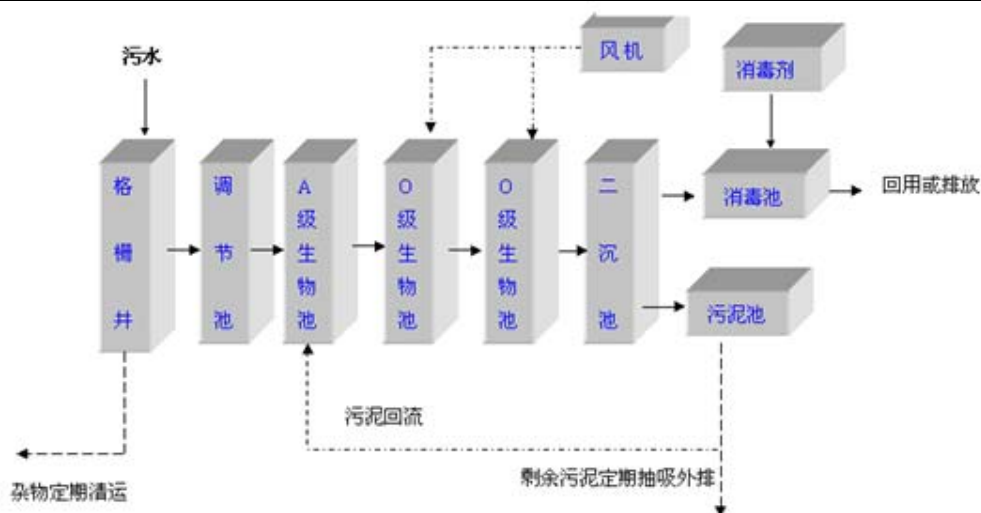 污水
风机
消毒剂
格栅井
调节池
A级生物池
O级生物池
O级生物池
二沉池
消毒池
回用或排放
污泥池
污泥回流
剩余污泥定期抽吸外排
杂物定期清运